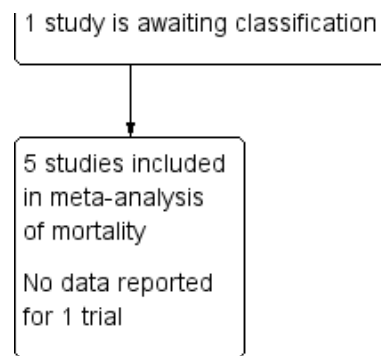 1 study is awaiting classification
5 studies included
in meta-analysis
of mortality
No data reported
for 1 trial